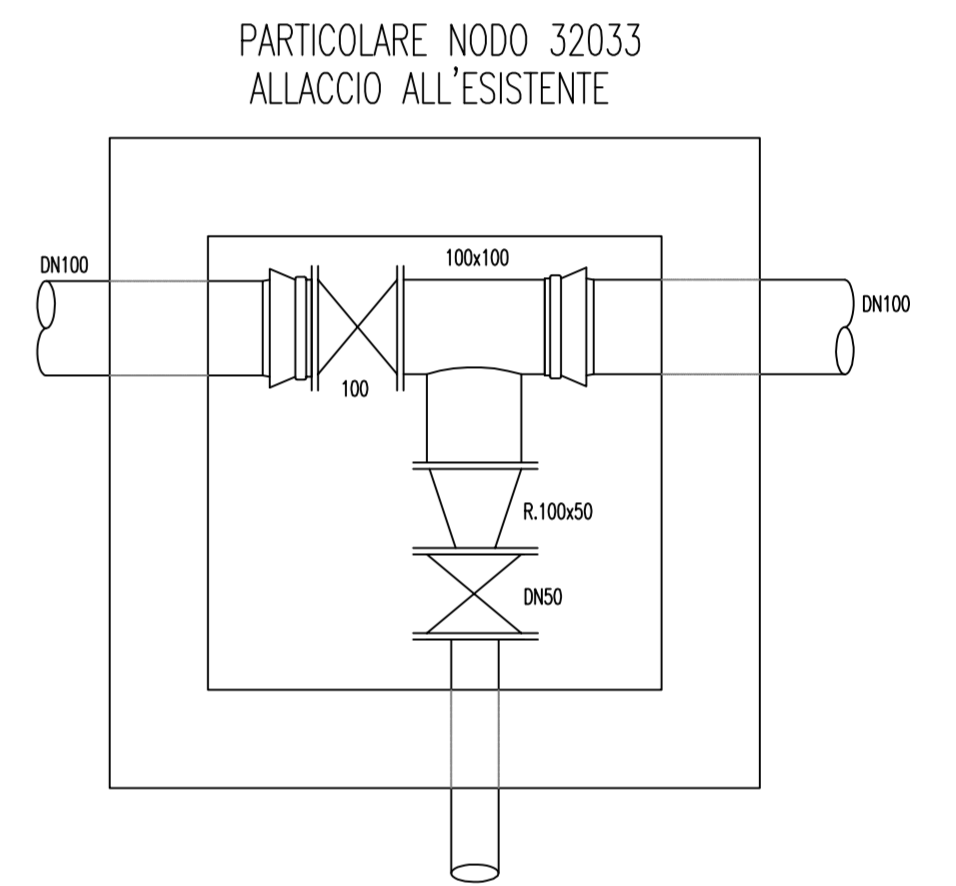 PARTICOLARE NODO 32033
ALLACCIO ALL'ESISTENTE
DN100
100x100
DN100
100
R.100x50
DN50